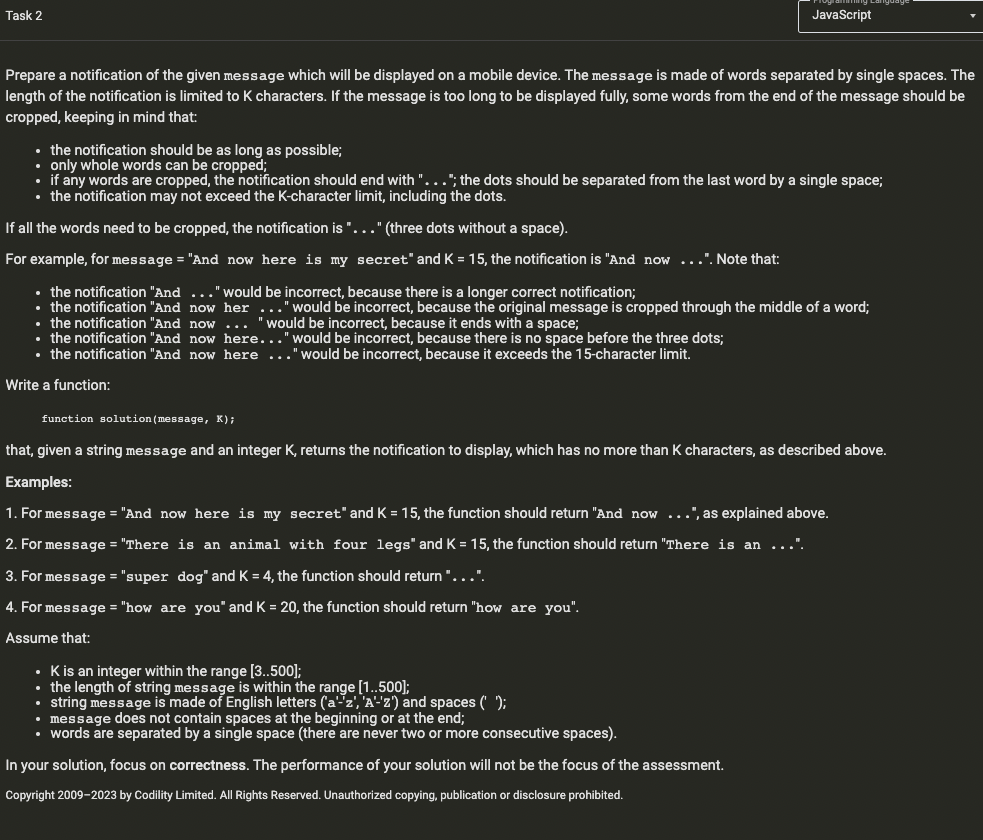 Task 2
Programming Language
JavaScript
Prepare a notification of the given message which will be displayed on a mobile device. The message is made of words separated by single spaces. The
length of the notification is limited to K characters. If the message is too long to be displayed fully, some words from the end of the message should be
cropped, keeping in mind that:
• the notification should be as long as possible;
• only whole words can be cropped;
• if any words are cropped, the notification should end with "..."; the dots should be separated from the last word by a single space;
• the notification may not exceed the K-character limit, including the dots.
If all the words need to be cropped, the notification is "..." (three dots without a space).
For example, for message = "And now here is my secret" and K = 15, the notification is "And now ...". Note that:
• the notification "And ..." would be incorrect, because there is a longer correct notification;
• the notification "And now her ..." would be incorrect, because the original message is cropped through the middle of a word;
• the notification "And now ... " would be incorrect, because it ends with a space;
• the notification "And now here..." would be incorrect, because there is no space before the three dots;
• the notification "And now here ..." would be incorrect, because it exceeds the 15-character limit.
Write a function:
function solution(message, K);
that, given a string message and an integer K, returns the notification to display, which has no more than K characters, as described above.
Examples:
1. For message = "And now here is my secret" and K = 15, the function should return "And now ...", as explained above.
2. For message = "There is an animal with four legs" and K = 15, the function should return "There is an ...".
3. For message = "super dog" and K = 4, the function should return "...".
4. For message = "how are you" and K = 20, the function should return "how are you".
Assume that:
• K is an integer within the range [3..500];
• the length of string message is within the range [1..500];
• string message is made of English letters ('a'-'z', 'A'-'Z') and spaces (' ');
• message does not contain spaces at the beginning or at the end;
• words are separated by a single space (there are never two or more consecutive spaces).
In your solution, focus on correctness. The performance of your solution will not be the focus of the assessment.
Copyright 2009–2023 by Codility Limited. All Rights Reserved. Unauthorized copying, publication or disclosure prohibited.